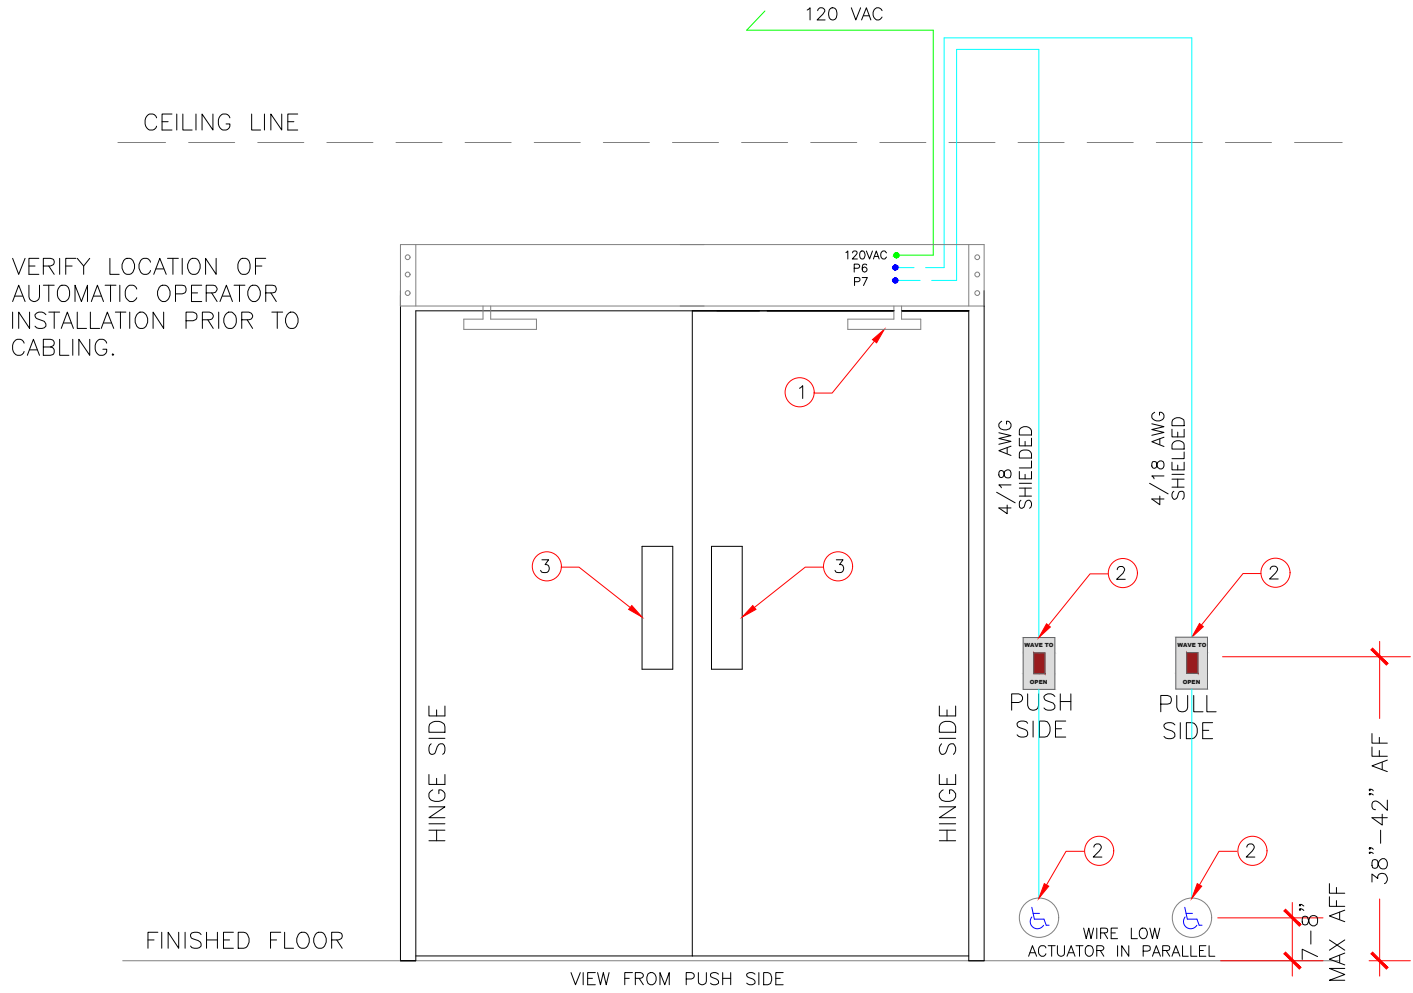 120 VAC
CEILING LINE
VERIFY LOCATION OF
AUTOMATIC OPERATOR
INSTALLATION PRIOR TO
CABLING.
120VAC
P6
P7
1
4/18 AWG
SHIELDED
4/18 AWG
SHIELDED
3
3
2
2
WAVE TO
OPEN
WAVE TO
OPEN
PUSH
SIDE
PULL
SIDE
HINGE SIDE
HINGE SIDE
38"-42" AFF
2
2
7-8"
MAX AFF
WIRE LOW
ACTUATOR IN PARALLEL
FINISHED FLOOR
VIEW FROM PUSH SIDE